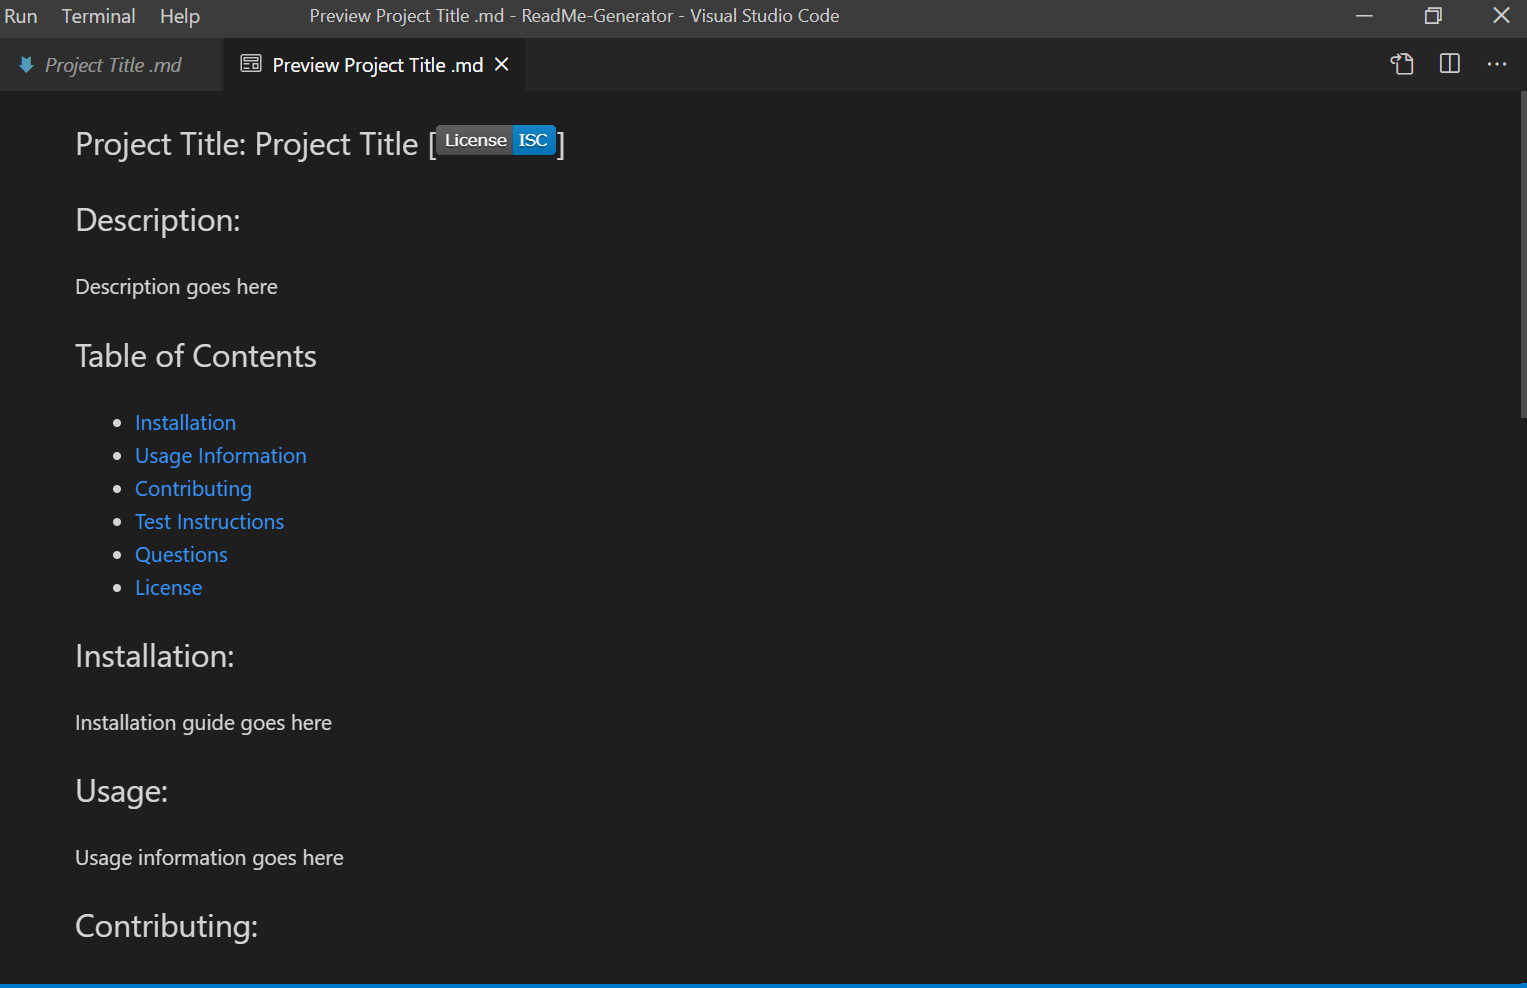 Run Terminal Help Preview Project Title .md - ReadMe-Generator - Visual Studio Code
Project Title .md Preview Project Title .md
Project Title: Project Title [License ISC]
Description:
Description goes here
Table of Contents
Installation
Usage Information
Contributing
Test Instructions
Questions
License
Installation:
Installation guide goes here
Usage:
Usage information goes here
Contributing: